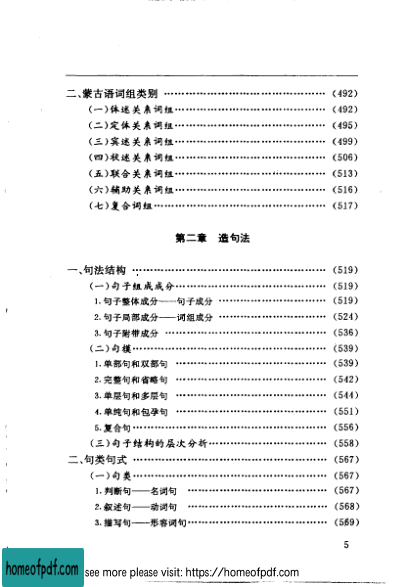 二、蒙古语词组类别 ……………………………………… (492)
(一)体述关系词组…………………………………… (492)
(二)定体关系词组…………………………………… (495)
(三)宾述关系词组…………………………………… (499)
(四)状述关系词组…………………………………… (506)
(五)联合关系词组…………………………………… (513)
(六)辅助关系词组…………………………………… (516)
(七)复合词组………………………………………… (517)
第二章 造句法
一、句法结构 ……………………………………………… (519)
(一)句子组成成分…………………………………… (519)
1.句子整体成分——句子成分 ………………………… (519)
2.句子局部成分——词组成分 ………………………… (524)
3.句子附带成分 ……………………………………… (536)
(二)句模……………………………………………… (539)
1.单部句和双部句 …………………………………… (539)
2.完整句和省略句 …………………………………… (542)
3.单层句和多层句 …………………………………… (544)
4.单纯句和包孕句 …………………………………… (551)
5.复合句……………………………………………… (556)
(三)句子结构的层次分析…………………………… (558)
二、句类句式 ……………………………………………… (567)
(一)句类……………………………………………… (567)
1.判断句——名词句 ………………………………… (567)
2.叙述句——动词句 ………………………………… (568)
3.描写句——形容词句………………………………… (569)
5
homeofpdf.com
see more please visit: https://homeofpdf.com